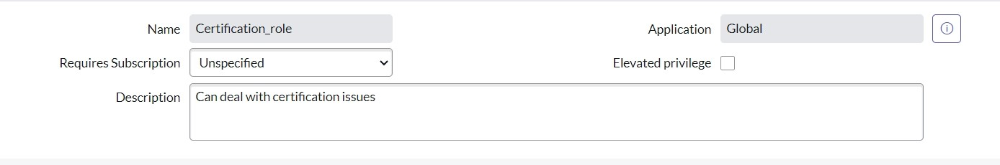 Name Certification_role Application Global
Requires Subscription Unspecified Elevated privilege
Description Can deal with certification issues